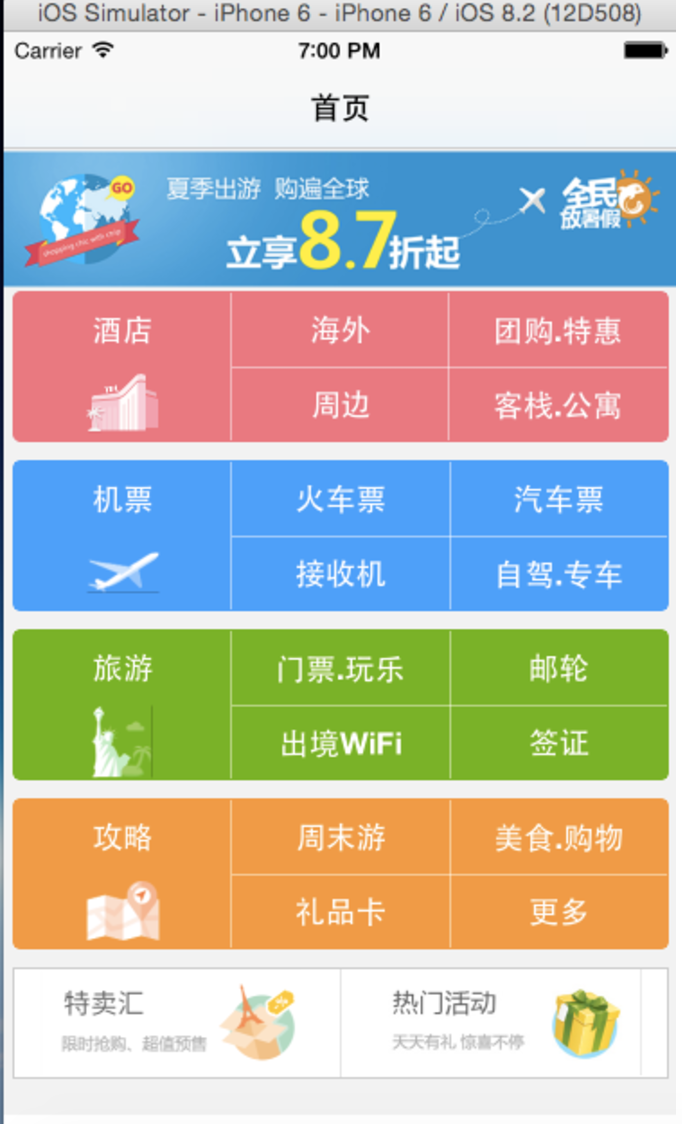 iOS Simulator - iPhone 6 - iPhone 6 / iOS 8.2 (12D508)
Carrier 7:00 PM
首页
GO
shopping chic with ctrip
夏季出游 购遍全球
立享8.7折起
全民
放暑假
酒店 海外 团购.特惠
周边 客栈.公寓
机票 火车票 汽车票
接收机 自驾.专车
旅游 门票.玩乐 邮轮
出境WiFi 签证
攻略 周末游 美食.购物
礼品卡 更多
特卖汇 热门活动
限时抢购、超值预售 天天有礼 惊喜不停